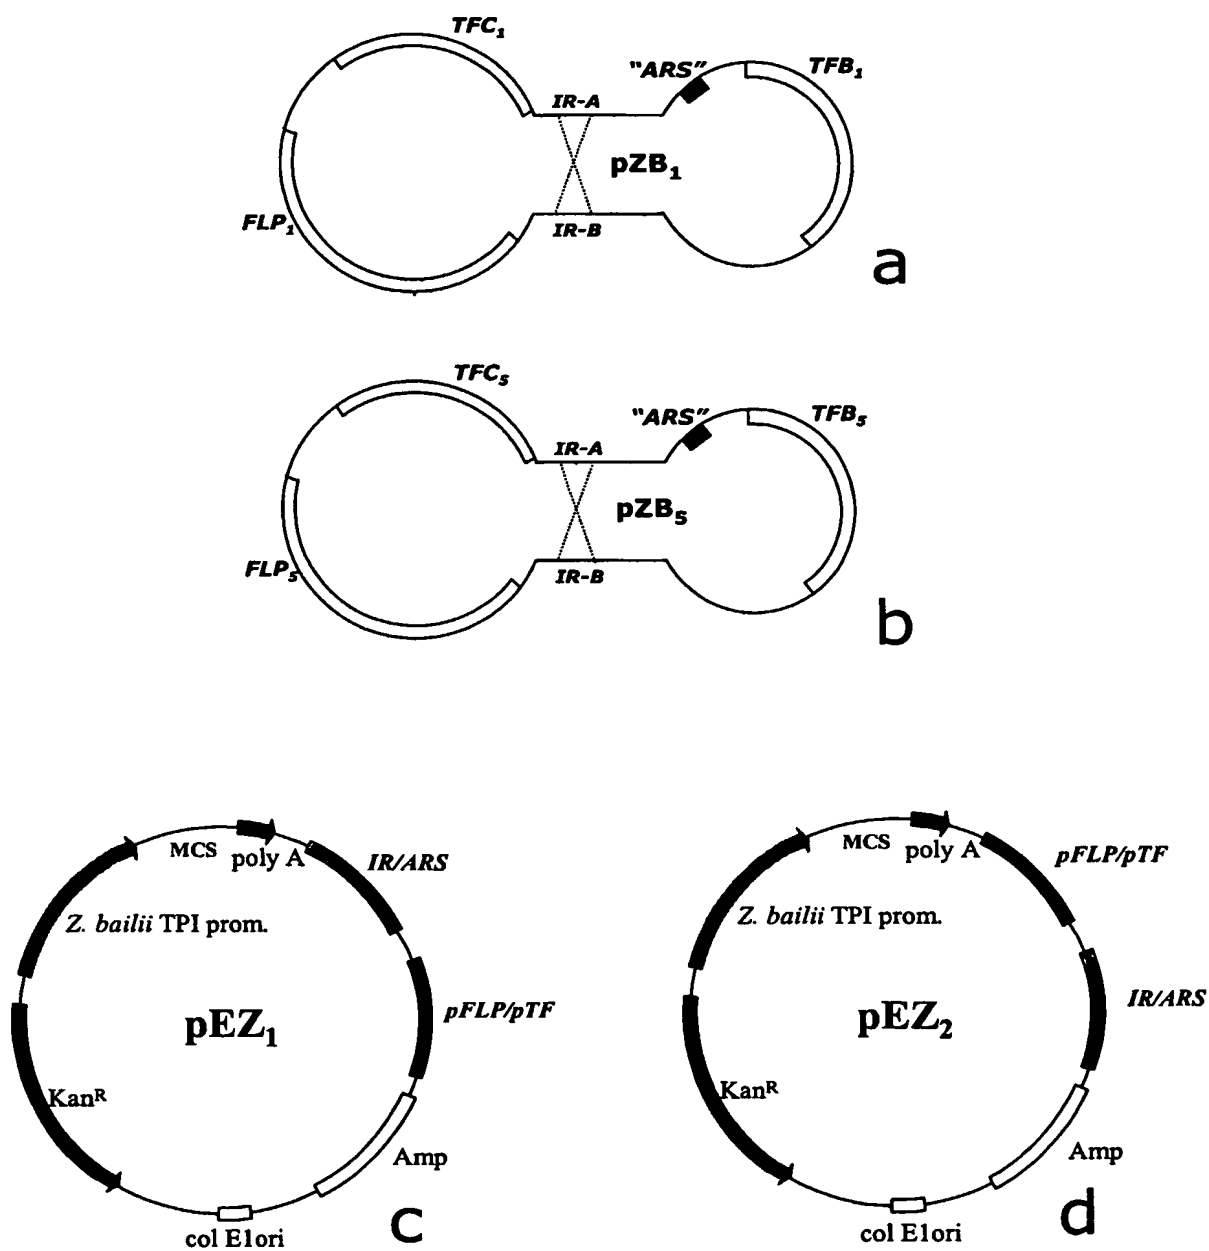 TFC₁
"ARS"
TFB₁
IR-A
pZB₁
FLP₁
IR-B
a
TFC₅
"ARS"
TFB₅
IR-A
pZB₅
FLP₅
IR-B
b
MCS
poly A
IR/ARS
Z. bailii TPI prom.
pEZ₁
pFLP/pTF
Kanᴿ
Amp
col E1ori
c
MCS
poly A
pFLP/pTF
Z. bailii TPI prom.
pEZ₂
IR/ARS
Kanᴿ
Amp
col E1ori
d